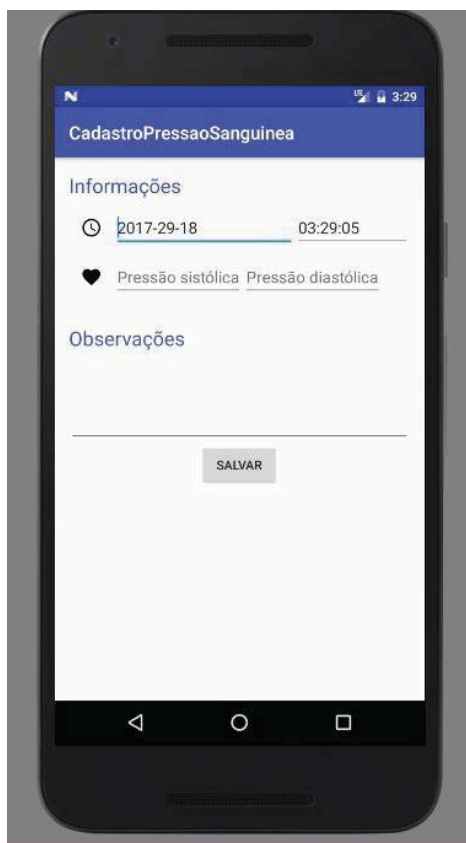 3:29
CadastroPressaoSanguinea
Informações
2017-29-18 03:29:05
Pressão sistólica Pressão diastólica
Observações
SALVAR